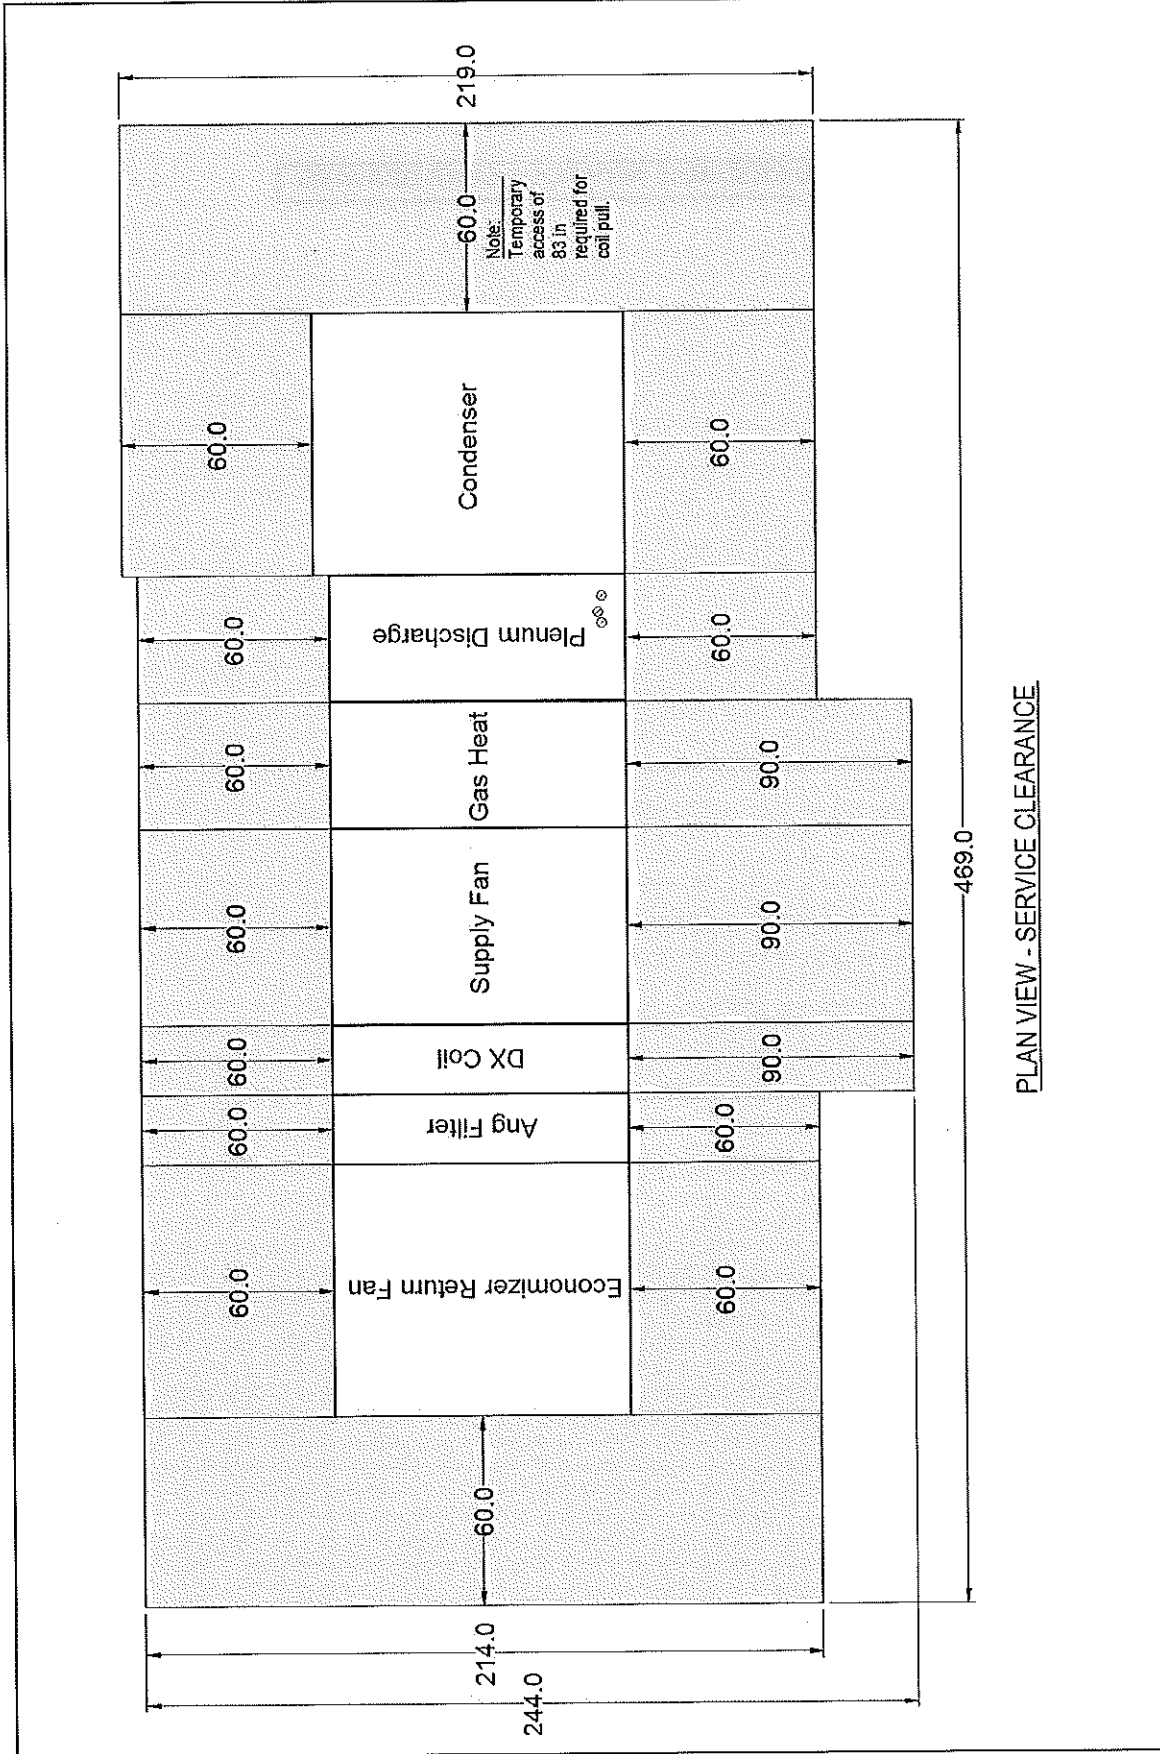 219.0
60.0
Note:
Temporary
access of
83 in
required for
coil pull.
60.0
Condenser
60.0
60.0
Plenum Discharge
60.0
60.0
Gas Heat
90.0
60.0
Supply Fan
90.0
60.0
DX Coil
90.0
60.0
Ang Filter
60.0
60.0
Economizer Return Fan
60.0
60.0
214.0
244.0
469.0
PLAN VIEW - SERVICE CLEARANCE